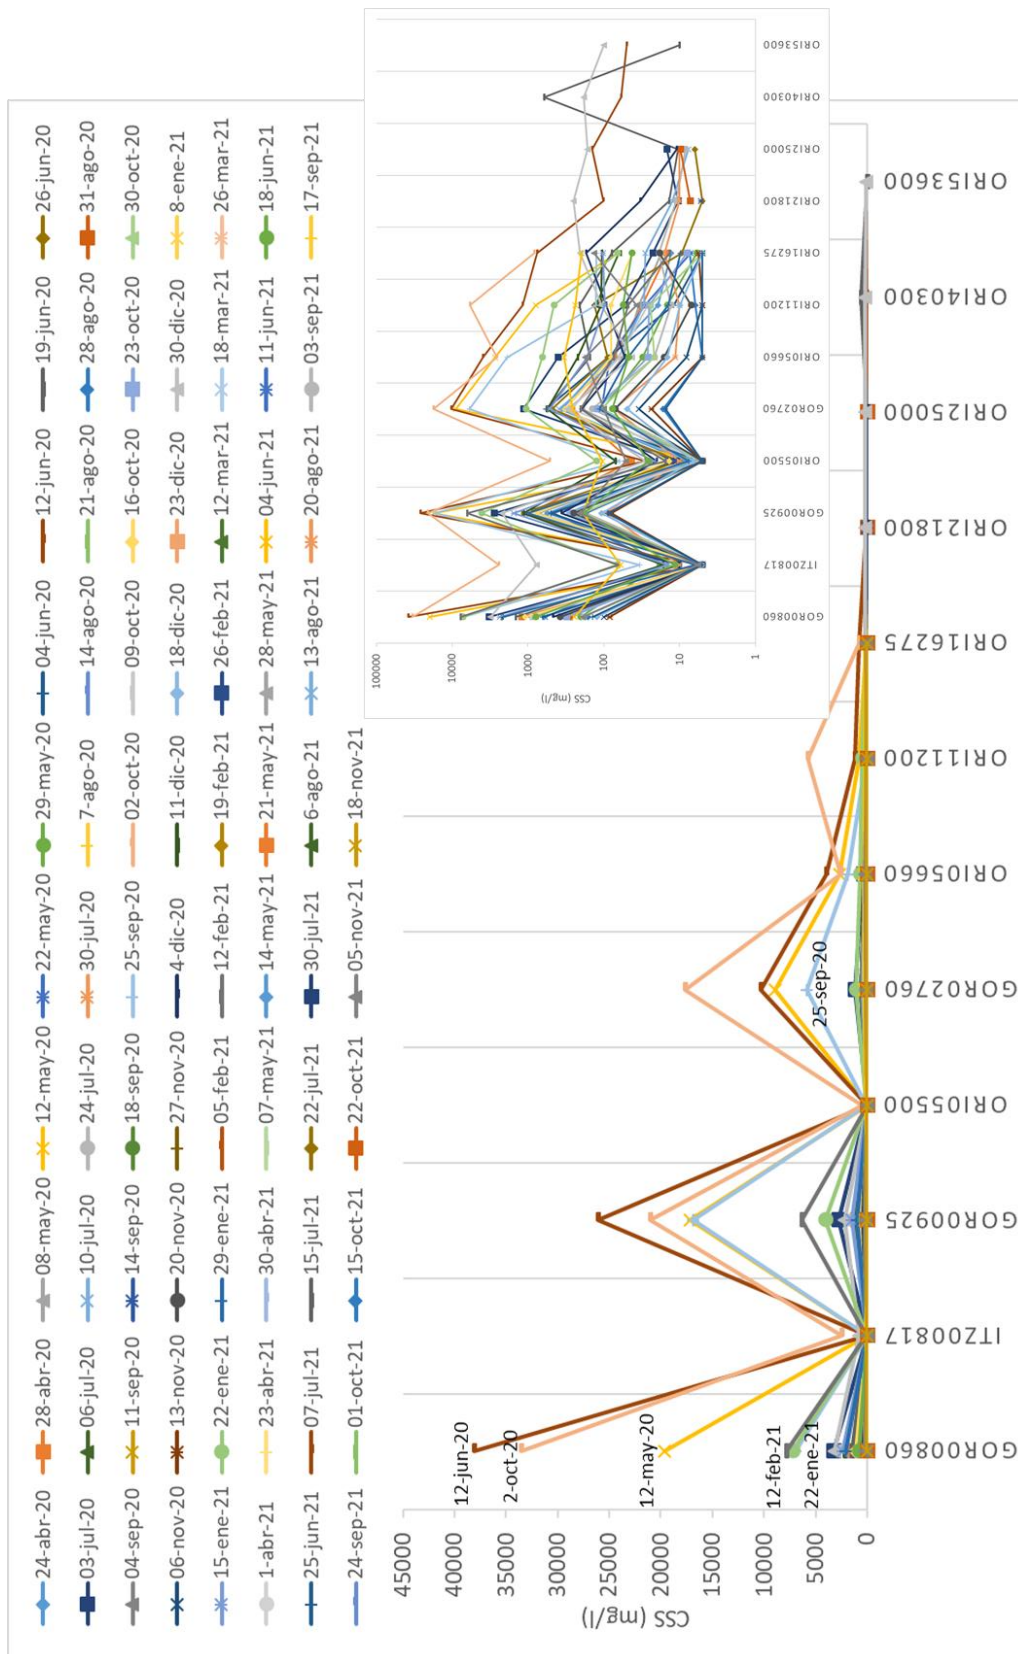 24-abr-20 28-abr-20 08-may-20 12-may-20 22-may-20 29-may-20 04-jun-20 12-jun-20 19-jun-20 26-jun-20
03-jul-20 06-jul-20 10-jul-20 24-jul-20 30-jul-20 7-ago-20 14-ago-20 21-ago-20 28-ago-20 31-ago-20
04-sep-20 11-sep-20 14-sep-20 18-sep-20 25-sep-20 02-oct-20 09-oct-20 16-oct-20 23-oct-20 30-oct-20
06-nov-20 13-nov-20 20-nov-20 27-nov-20 4-dic-20 11-dic-20 18-dic-20 23-dic-20 30-dic-20 8-ene-21
15-ene-21 22-ene-21 29-ene-21 05-feb-21 12-feb-21 19-feb-21 26-feb-21 12-mar-21 18-mar-21 26-mar-21
1-abr-21 23-abr-21 30-abr-21 07-may-21 14-may-21 21-may-21 28-may-21 04-jun-21 11-jun-21 18-jun-21
25-jun-21 07-jul-21 15-jul-21 22-jul-21 30-jul-21 6-ago-21 13-ago-21 20-ago-21 03-sep-21 17-sep-21
24-sep-21 01-oct-21 15-oct-21 22-oct-21 05-nov-21 18-nov-21
100000
10000
1000
100
10
1
CSS (mg/l)
GOR00860
ITZ00817
GOR00925
ORI05500
GOR02760
ORI05660
ORI11200
ORI16275
ORI21800
ORI25000
ORI40300
ORI53600
45000
40000
35000
30000
25000
20000
15000
10000
5000
0
CSS (mg/l)
12-jun-20
2-oct-20
12-may-20
12-feb-21
22-ene-21
25-sep-20
GOR00860
ITZ00817
GOR00925
ORI05500
GOR02760
ORI05660
ORI11200
ORI16275
ORI21800
ORI25000
ORI40300
ORI53600